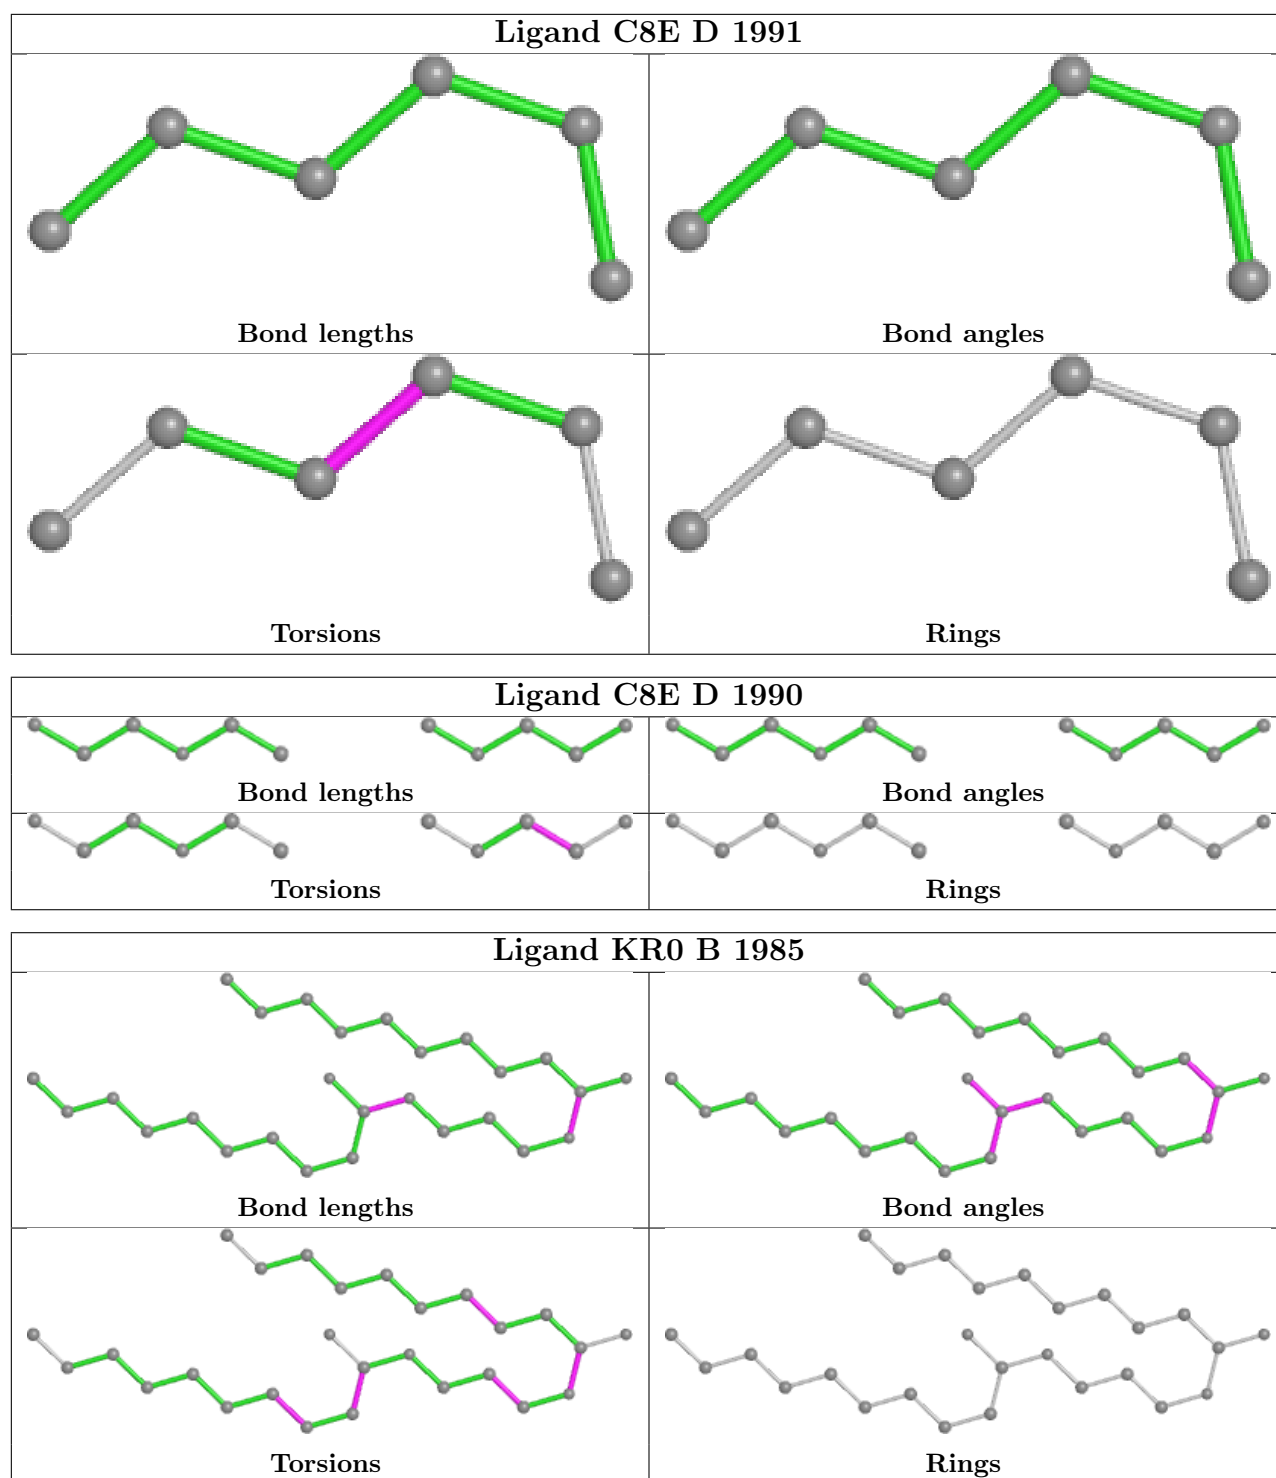 Ligand C8E D 1991
Bond lengths Bond angles
Torsions Rings
Ligand C8E D 1990
Bond lengths Bond angles
Torsions Rings
Ligand KR0 B 1985
Bond lengths Bond angles
Torsions Rings